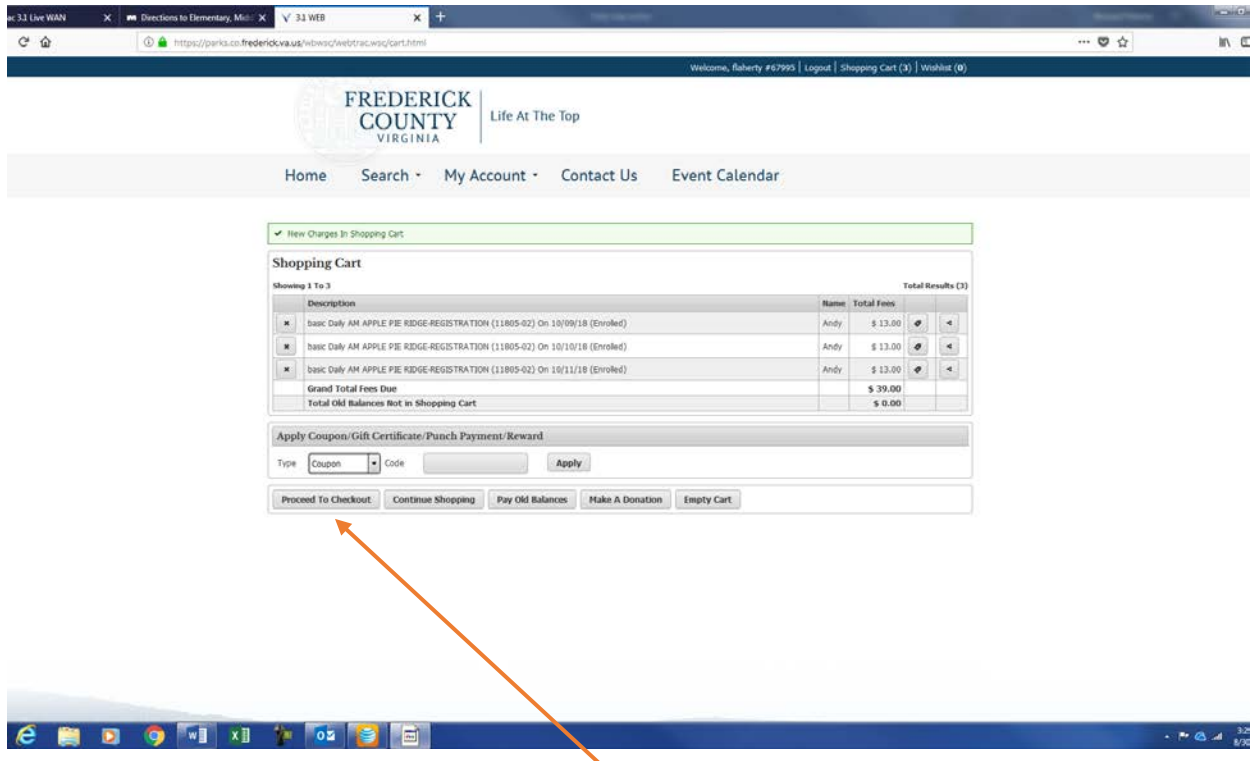 ac 3.1 Live WAN
Directions to Elementary, Mid
3.1 WEB
https://parks.co.frederick.va.us/wbwsc/webtrac.wsc/cart.html
Welcome, flaherty #67995 | Logout | Shopping Cart (3) | Wishlist (0)
FREDERICK
COUNTY
VIRGINIA
Life At The Top
Home Search My Account Contact Us Event Calendar
New Charges In Shopping Cart
Shopping Cart
Showing 1 To 3 Total Results (3)
Description Name Total Fees
basic Daily AM APPLE PIE RIDGE-REGISTRATION (11805-02) On 10/09/18 (Enrolled) Andy $ 13.00
basic Daily AM APPLE PIE RIDGE-REGISTRATION (11805-02) On 10/10/18 (Enrolled) Andy $ 13.00
basic Daily AM APPLE PIE RIDGE-REGISTRATION (11805-02) On 10/11/18 (Enrolled) Andy $ 13.00
Grand Total Fees Due $ 39.00
Total Old Balances Not in Shopping Cart $ 0.00
Apply Coupon/Gift Certificate/Punch Payment/Reward
Type Coupon Code Apply
Proceed To Checkout Continue Shopping Pay Old Balances Make A Donation Empty Cart
3:2
8/30